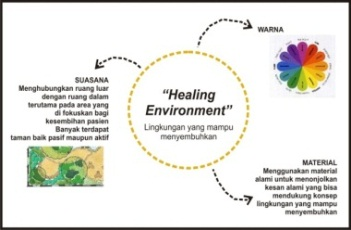 WARNA
SUASANA
Menghubungkan ruang luar
dengan ruang dalam
terutama pada area yang
di fokuskan bagi
kesembihan pasien
Banyak terdapat
taman baik pasif maupun aktif
"Healing
Environment"
Lingkungan yang mampu
menyembuhkan
MATERIAL
Menggunakan material
alami untuk menonjolkan
kesan alami yang bisa
mendukung konsep
lingkungan yang mampu
menyembuhkan